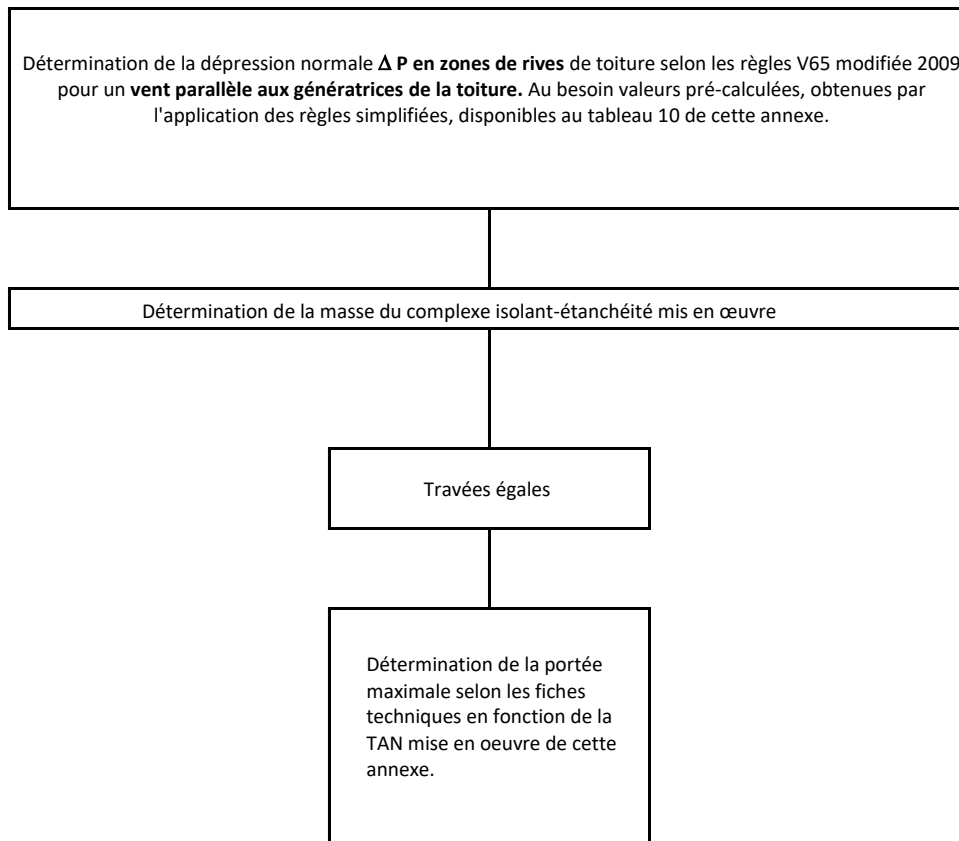 Détermination de la dépression normale Δ P en zones de rives de toiture selon les règles V65 modifiée 2009
pour un vent parallèle aux génératrices de la toiture. Au besoin valeurs pré-calculées, obtenues par
l'application des règles simplifiées, disponibles au tableau 10 de cette annexe.
Détermination de la masse du complexe isolant-étanchéité mis en œuvre
Travées égales
Détermination de la portée
maximale selon les fiches
techniques en fonction de la
TAN mise en oeuvre de cette
annexe.